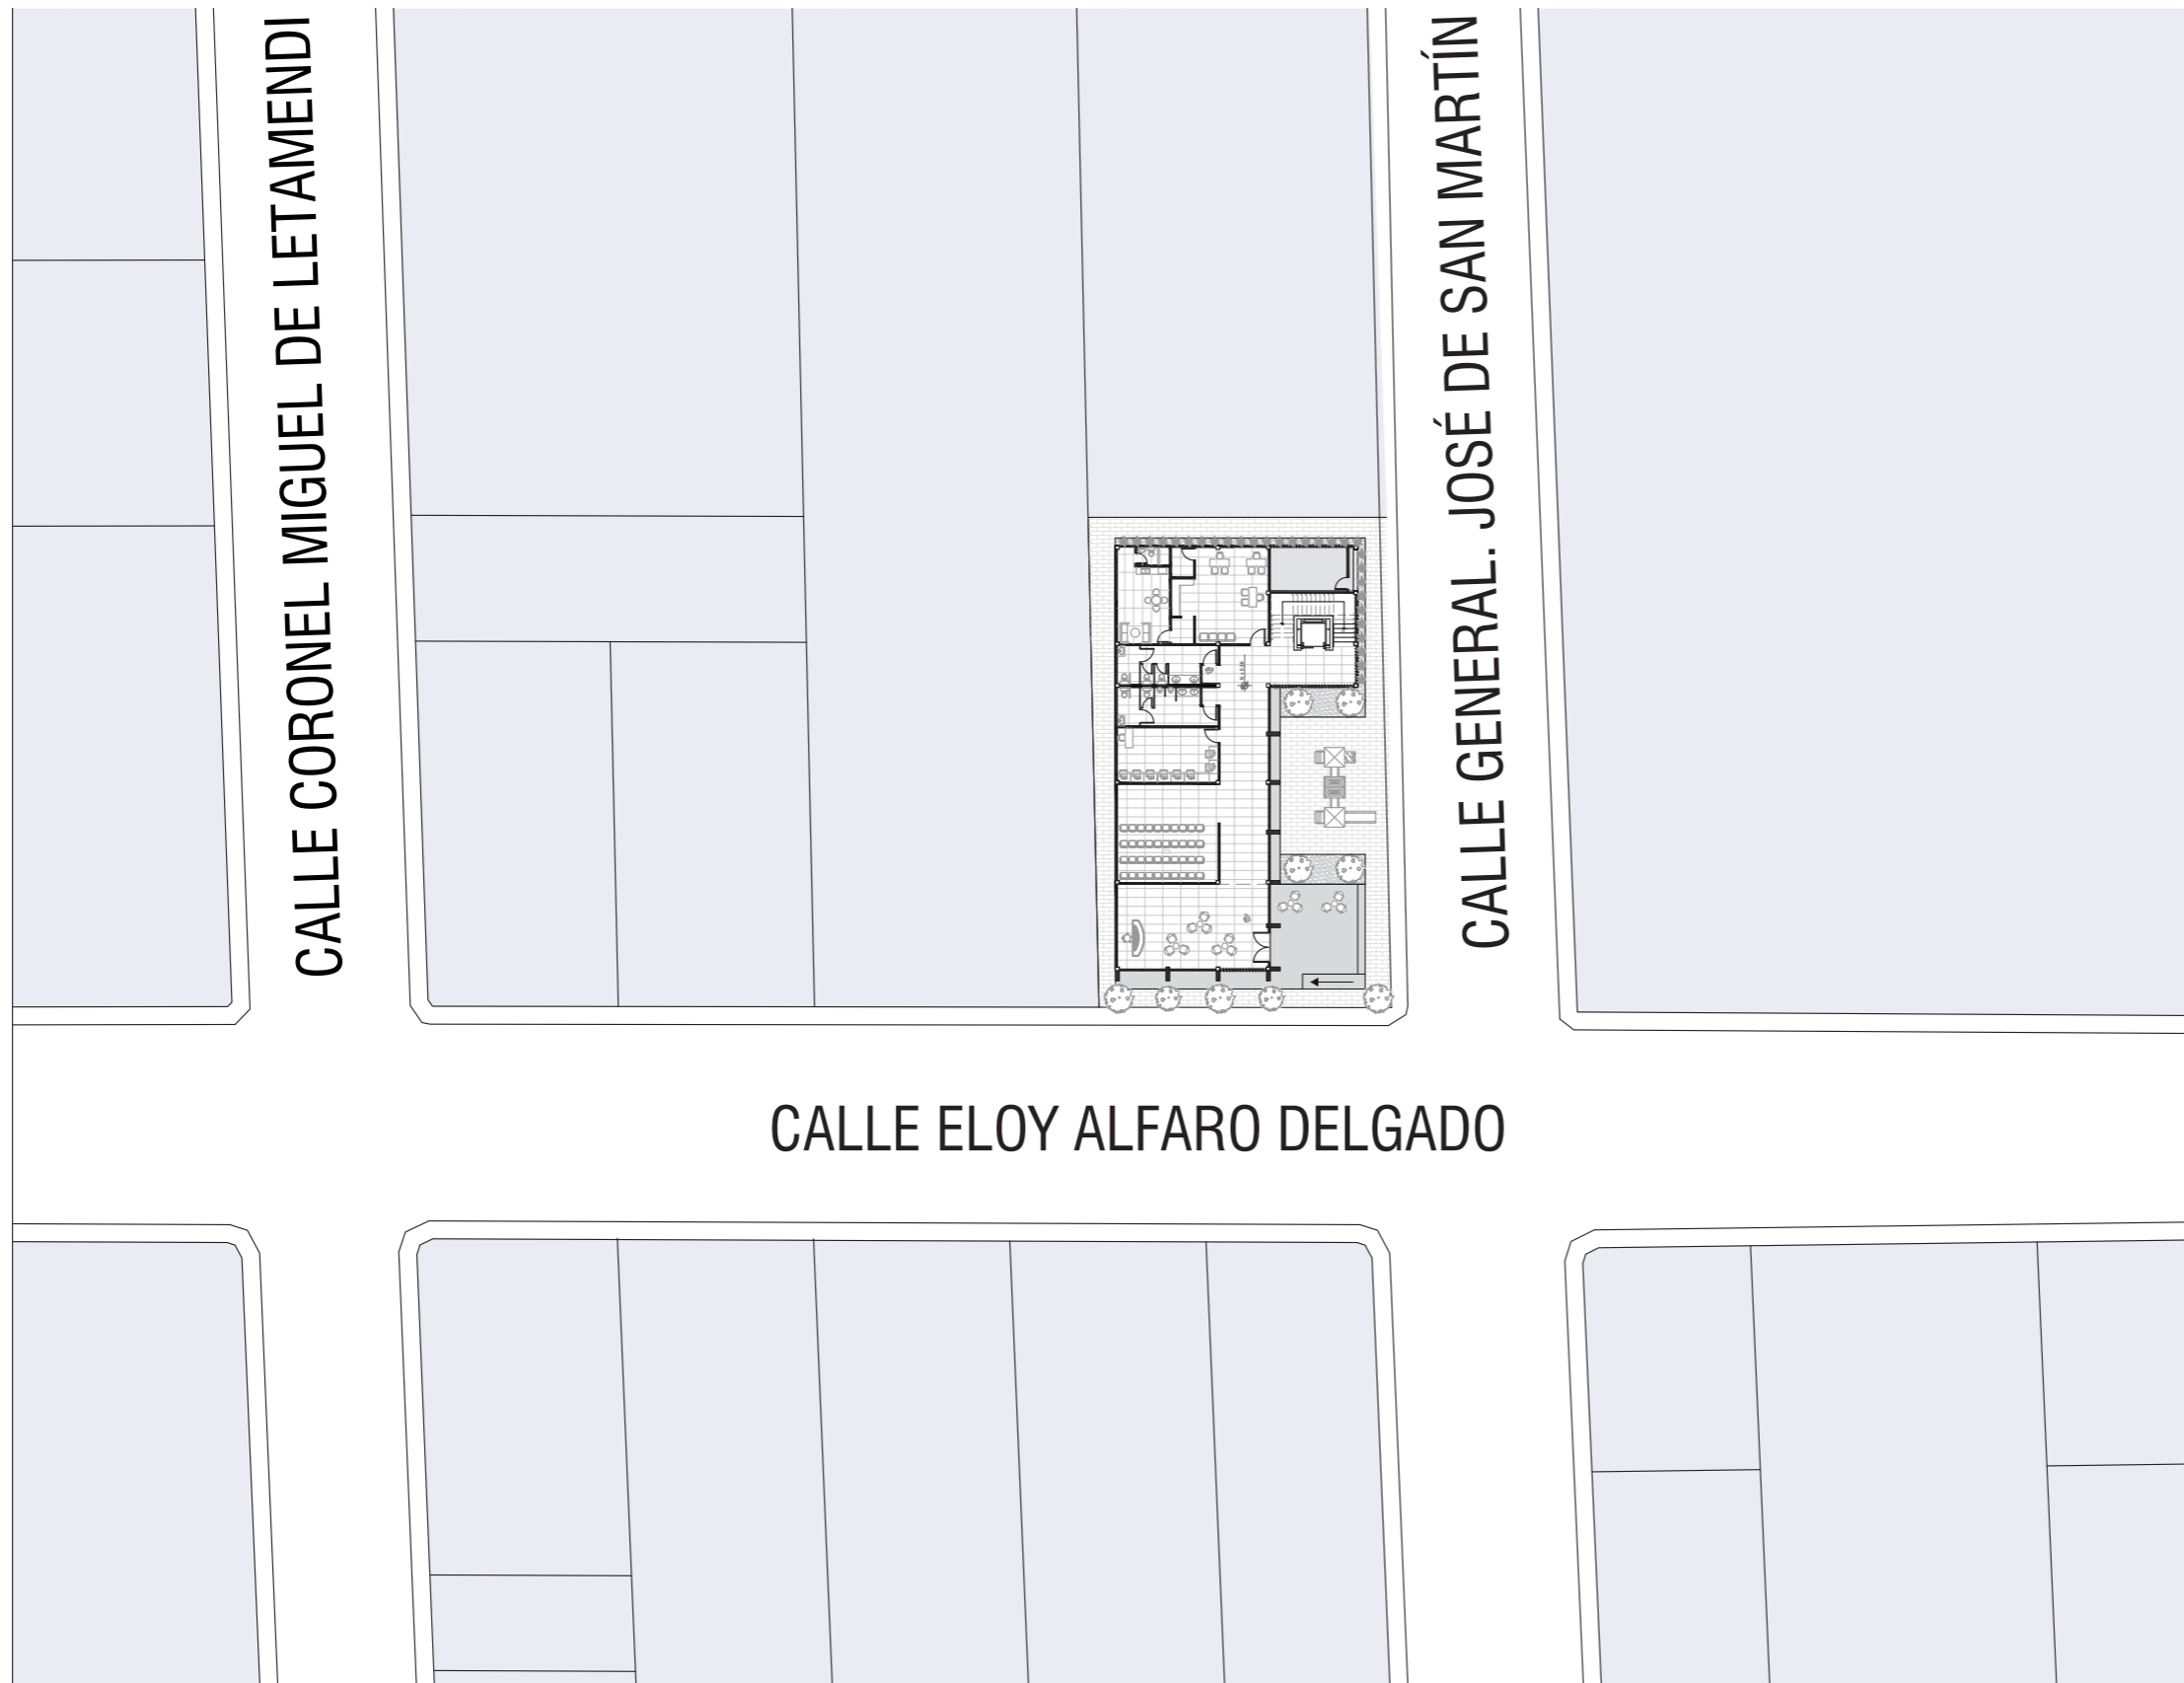 CALLE CORONEL MIGUEL DE LETAMENDI
CALLE GENERAL. JOSÉ DE SAN MARTÍN
CALLE ELOY ALFARO DELGADO